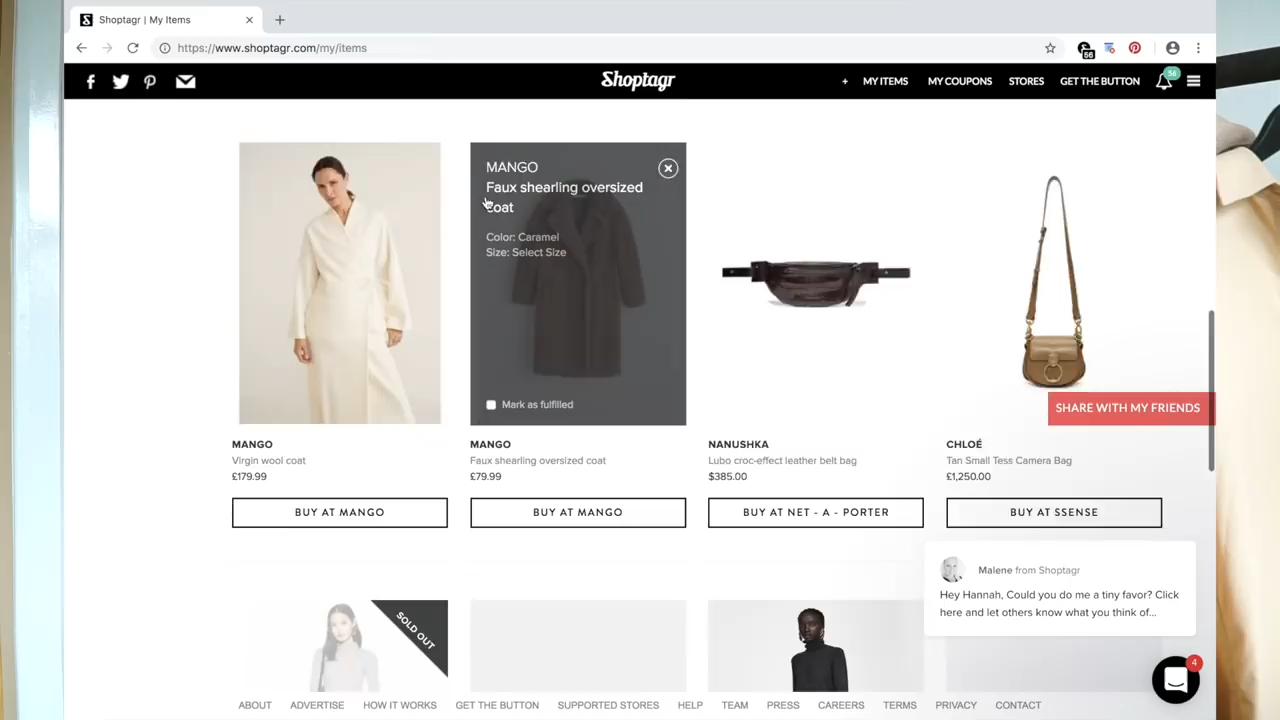 Shoptagr | My Items
https://www.shoptagr.com/my/items
56
Shoptagr
+ MY ITEMS MY COUPONS STORES GET THE BUTTON
56
MANGO
Faux shearling oversized
coat
Color: Caramel
Size: Select Size
Mark as fulfilled
SHARE WITH MY FRIENDS
MANGO
Virgin wool coat
£179.99
BUY AT MANGO
MANGO
Faux shearling oversized coat
£79.99
BUY AT MANGO
NANUSHKA
Lubo croc-effect leather belt bag
$385.00
BUY AT NET - A - PORTER
CHLOÉ
Tan Small Tess Camera Bag
£1,250.00
BUY AT SSENSE
Malene from Shoptagr
Hey Hannah, Could you do me a tiny favor? Click
here and let others know what you think of...
SOLD OUT
4
ABOUT ADVERTISE HOW IT WORKS GET THE BUTTON SUPPORTED STORES HELP TEAM PRESS CAREERS TERMS PRIVACY CONTACT